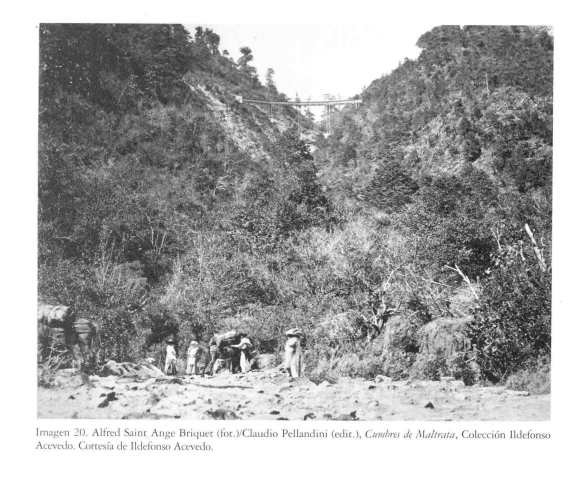 Imagen 20. Alfred Saint Ange Briquet (fot.)/Claudio Pellandini (edit.), Cumbres de Maltrata, Colección Ildefonso
Acevedo. Cortesía de Ildefonso Acevedo.